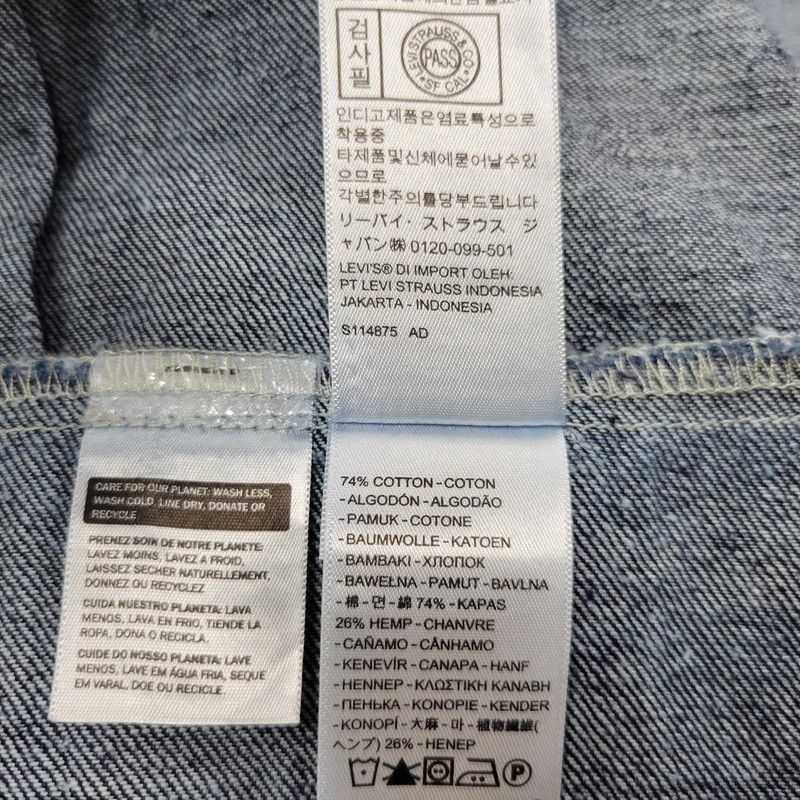 검
사
필
LEVI STRAUSS & CO
PASS
SF CAL
인디고제품은염료특성으로
착용중
타제품및신체에묻어날수있
으므로
각별한주의를당부드립니다
リーバイ・ストラウス ジ
ャパン㈱ 0120-099-501
LEVI'S® DI IMPORT OLEH:
PT LEVI STRAUSS INDONESIA
JAKARTA - INDONESIA
S114875 AD
CARE FOR OUR PLANET: WASH LESS,
WASH COLD, LINE DRY, DONATE OR
RECYCLE
PRENEZ SOIN DE NOTRE PLANETE:
LAVEZ MOINS, LAVEZ A FROID,
LAISSEZ SECHER NATURELLEMENT,
DONNEZ OU RECYCLEZ
CUIDA NUESTRO PLANETA: LAVA
MENOS, LAVA EN FRIO, TIENDE LA
ROPA, DONA O RECICLA.
CUIDE DO NOSSO PLANETA: LAVE
MENOS, LAVE EM ÁGUA FRIA, SEQUE
EM VARAL, DOE OU RECICLE.
74% COTTON - COTON
- ALGODÓN - ALGODÃO
- PAMUK - COTONE
- BAUMWOLLE - KATOEN
- BAMBAKI - ХЛОПОК
- BAWEŁNA - PAMUT - BAVLNA
- 棉 - 면 - 綿 74% - KAPAS
26% HEMP - CHANVRE
- CAÑAMO - CÂNHAMO
- KENEVİR - CANAPA - HANF
- HENNEP - ΚΛΩΣΤΙΚΗ ΚΑΝΑΒΗ
- ПЕНЬКА - KONOPIE - KENDER
- KONOPÍ - 大麻 - 마 - 植物繊維(
ヘンプ) 26% - HENEP
P